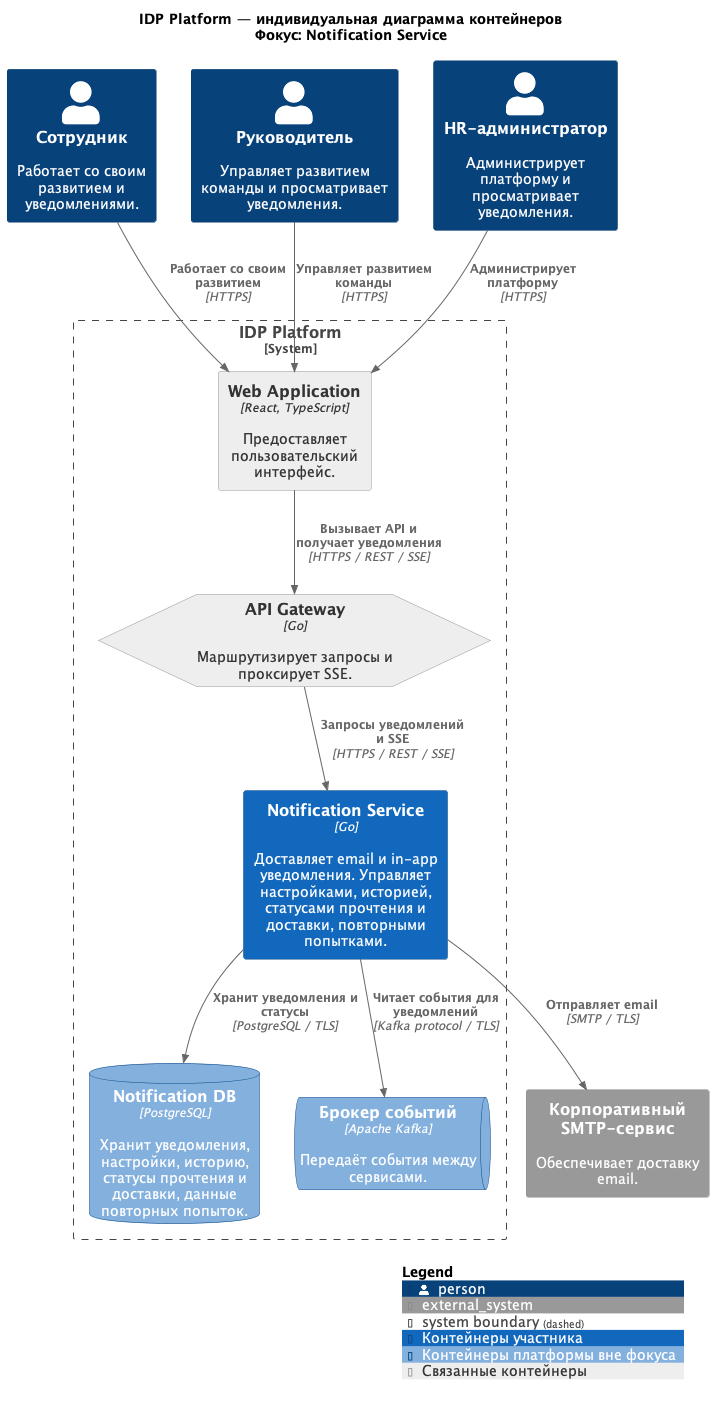 IDP Platform — индивидуальная диаграмма контейнеров
Фокус: Notification Service
Сотрудник
Работает со своим
развитием и
уведомлениями.
Руководитель
Управляет развитием
команды и просматривает
уведомления.
HR-администратор
Администрирует
платформу и
просматривает
уведомления.
Работает со своим
развитием
[HTTPS]
Управляет развитием
команды
[HTTPS]
Администрирует
платформу
[HTTPS]
IDP Platform
[System]
Web Application
[React, TypeScript]
Предоставляет
пользовательский
интерфейс.
Вызывает API и
получает уведомления
[HTTPS / REST / SSE]
API Gateway
[Go]
Маршрутизирует запросы и
проксирует SSE.
Запросы уведомлений
и SSE
[HTTPS / REST / SSE]
Notification Service
[Go]
Доставляет email и in-app
уведомления. Управляет
настройками, историей,
статусами прочтения и
доставки, повторными
попытками.
Хранит уведомления и
статусы
[PostgreSQL / TLS]
Читает события для
уведомлений
[Kafka protocol / TLS]
Отправляет email
[SMTP / TLS]
Notification DB
[PostgreSQL]
Хранит уведомления,
настройки, историю,
статусы прочтения и
доставки, данные
повторных попыток.
Брокер событий
[Apache Kafka]
Передаёт события между
сервисами.
Корпоративный
SMTP-сервис
Обеспечивает доставку
email.
Legend
person
external_system
system boundary (dashed)
Контейнеры участника
Контейнеры платформы вне фокуса
Связанные контейнеры